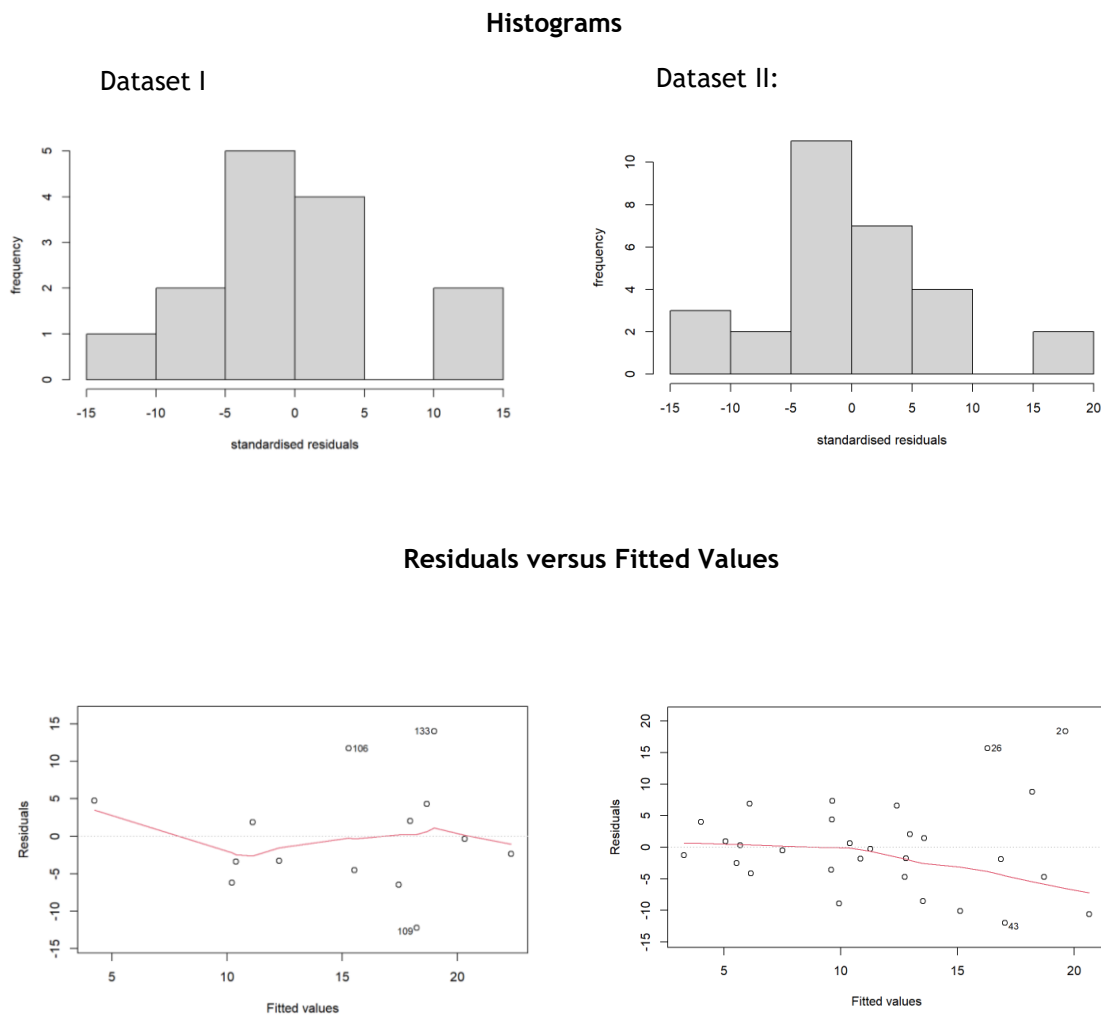 Histograms
Dataset I
Dataset II:
5
4
3
2
1
0
frequency
-15 -10 -5 0 5 10 15
standardised residuals
10
8
6
4
2
0
frequency
-15 -10 -5 0 5 10 15 20
standardised residuals
Residuals versus Fitted Values
15
10
5
0
-5
-10
-15
Residuals
133
106
109
5 10 15 20
Fitted values
20
15
10
5
0
-5
-10
-15
Residuals
2
26
43
5 10 15 20
Fitted values